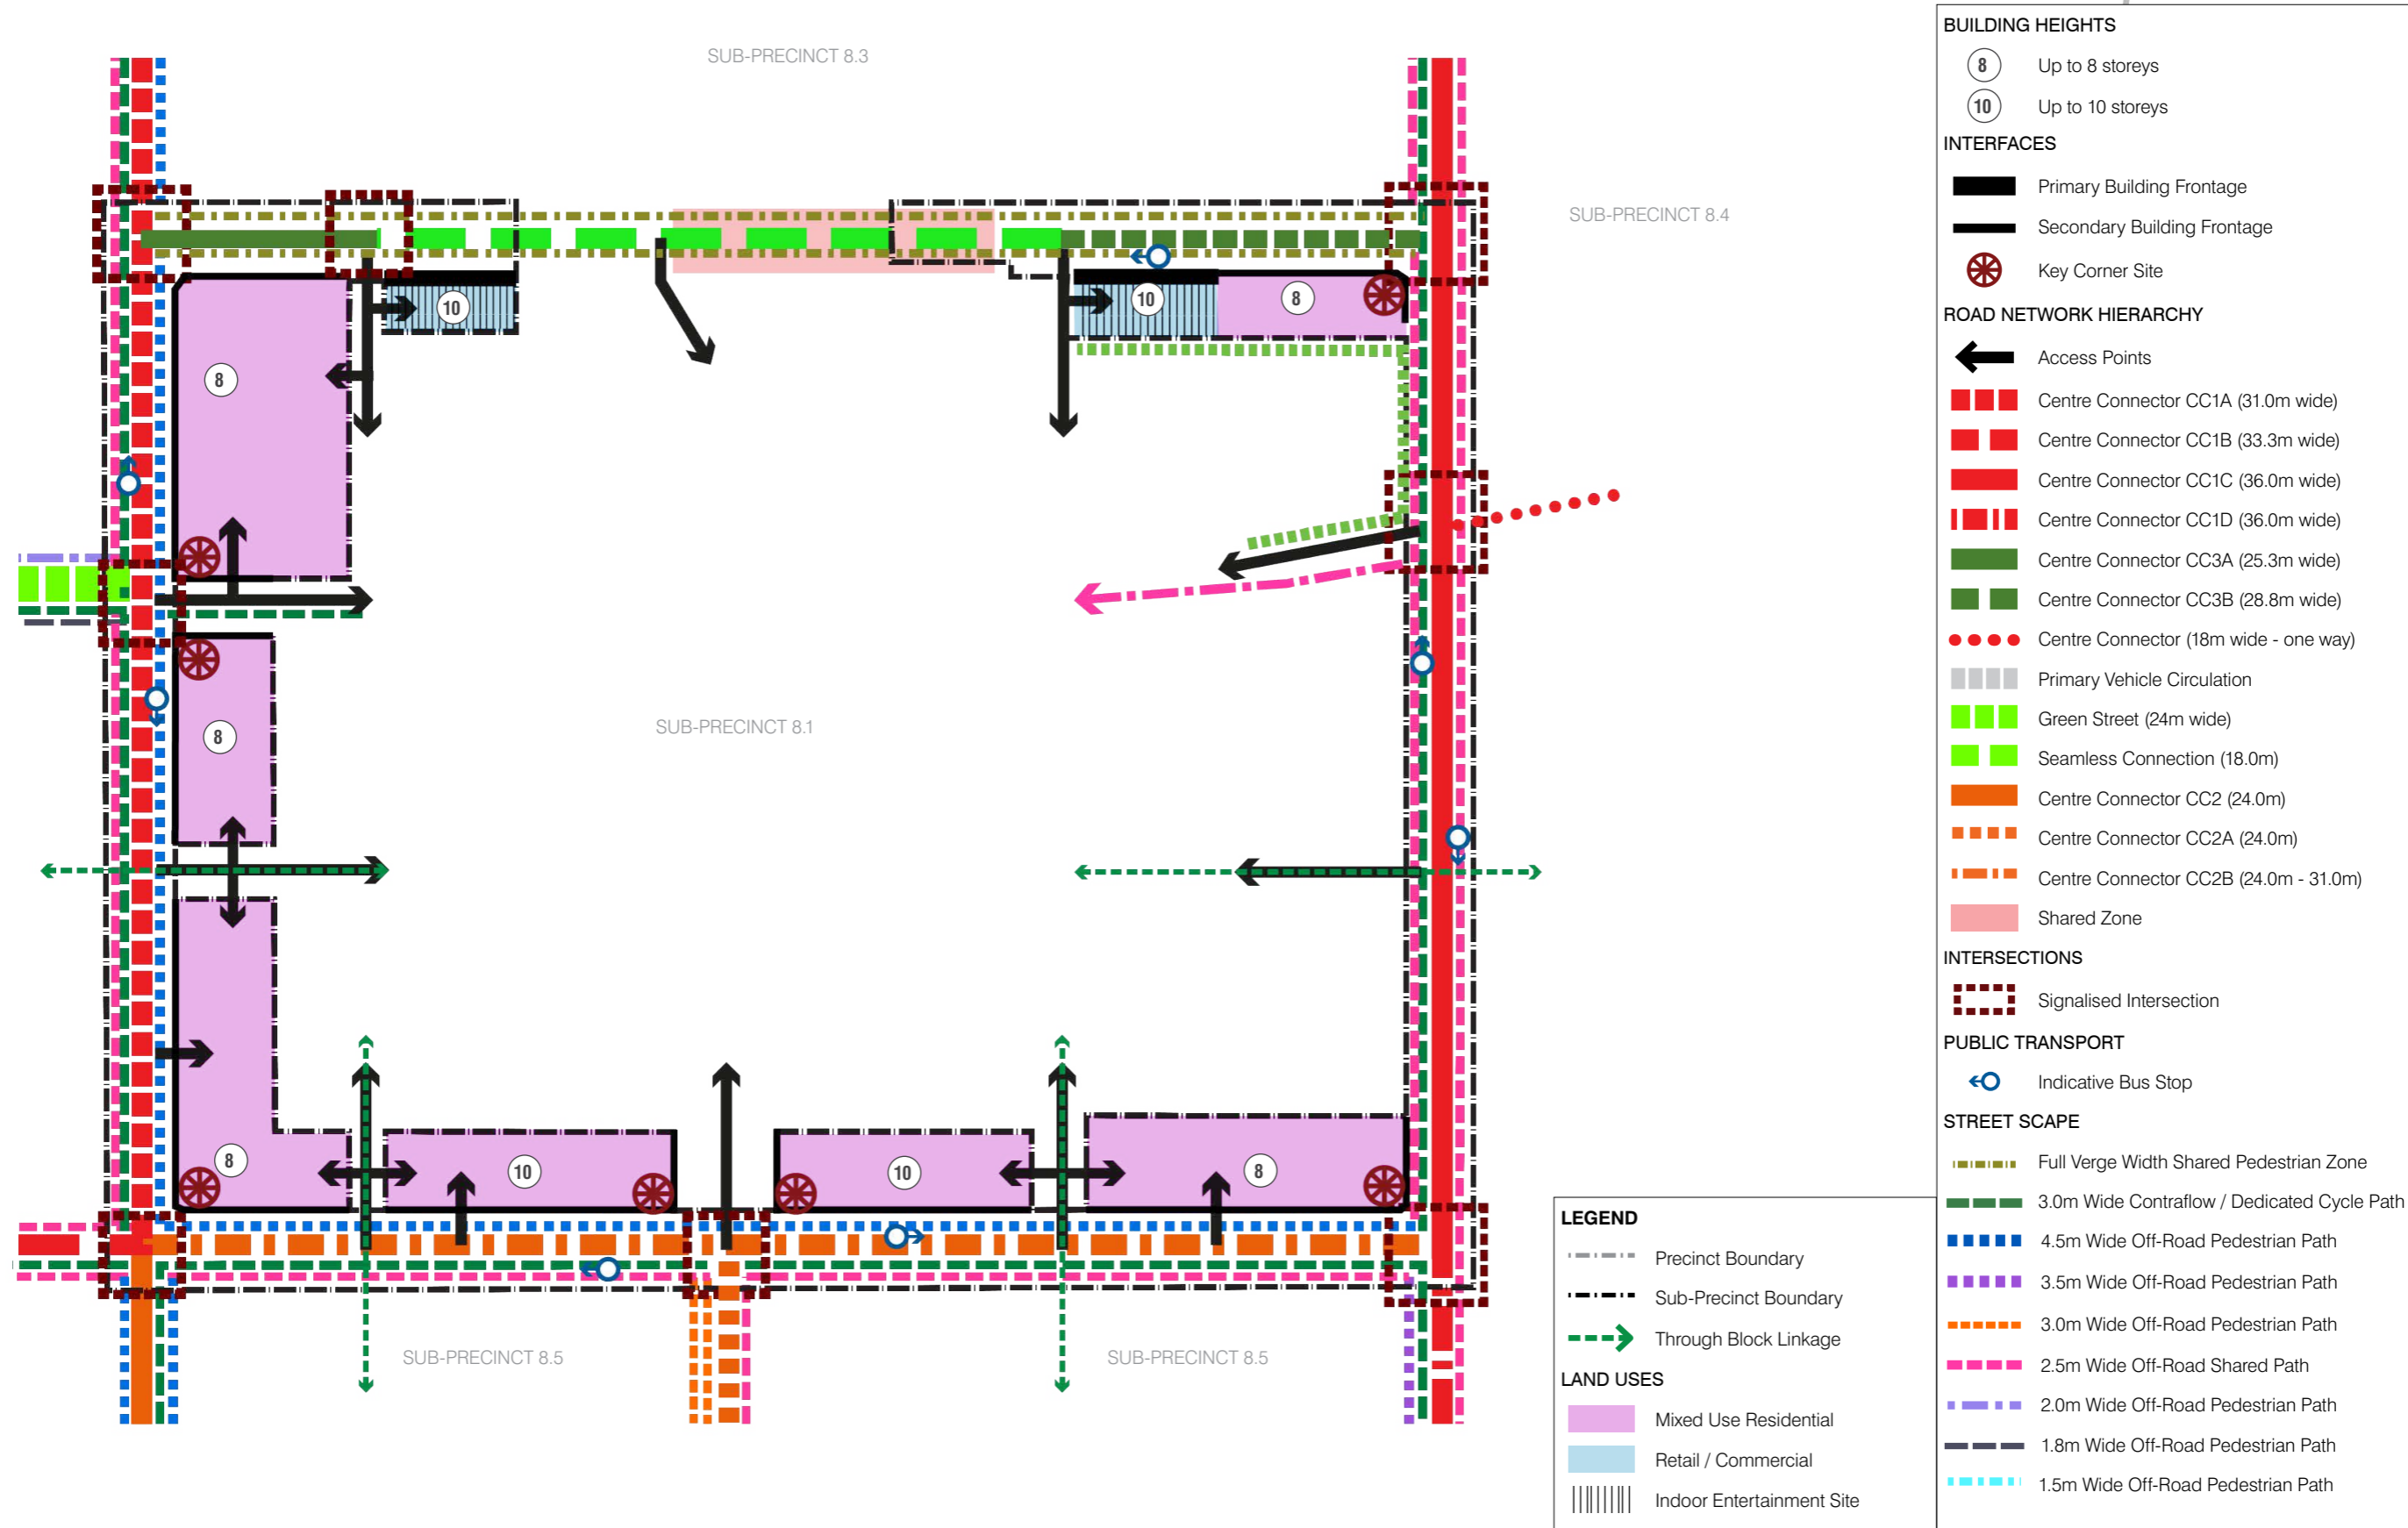 SUB-PRECINCT 8.3
SUB-PRECINCT 8.4
10
10
8
8
SUB-PRECINCT 8.1
8
8
10
10
8
SUB-PRECINCT 8.5
SUB-PRECINCT 8.5
LEGEND
Precinct Boundary
Sub-Precinct Boundary
Through Block Linkage
LAND USES
Mixed Use Residential
Retail / Commercial
Indoor Entertainment Site
BUILDING HEIGHTS
8 Up to 8 storeys
10 Up to 10 storeys
INTERFACES
Primary Building Frontage
Secondary Building Frontage
Key Corner Site
ROAD NETWORK HIERARCHY
Access Points
Centre Connector CC1A (31.0m wide)
Centre Connector CC1B (33.3m wide)
Centre Connector CC1C (36.0m wide)
Centre Connector CC1D (36.0m wide)
Centre Connector CC3A (25.3m wide)
Centre Connector CC3B (28.8m wide)
Centre Connector (18m wide - one way)
Primary Vehicle Circulation
Green Street (24m wide)
Seamless Connection (18.0m)
Centre Connector CC2 (24.0m)
Centre Connector CC2A (24.0m)
Centre Connector CC2B (24.0m - 31.0m)
Shared Zone
INTERSECTIONS
Signalised Intersection
PUBLIC TRANSPORT
Indicative Bus Stop
STREET SCAPE
Full Verge Width Shared Pedestrian Zone
3.0m Wide Contraflow / Dedicated Cycle Path
4.5m Wide Off-Road Pedestrian Path
3.5m Wide Off-Road Pedestrian Path
3.0m Wide Off-Road Pedestrian Path
2.5m Wide Off-Road Shared Path
2.0m Wide Off-Road Pedestrian Path
1.8m Wide Off-Road Pedestrian Path
1.5m Wide Off-Road Pedestrian Path